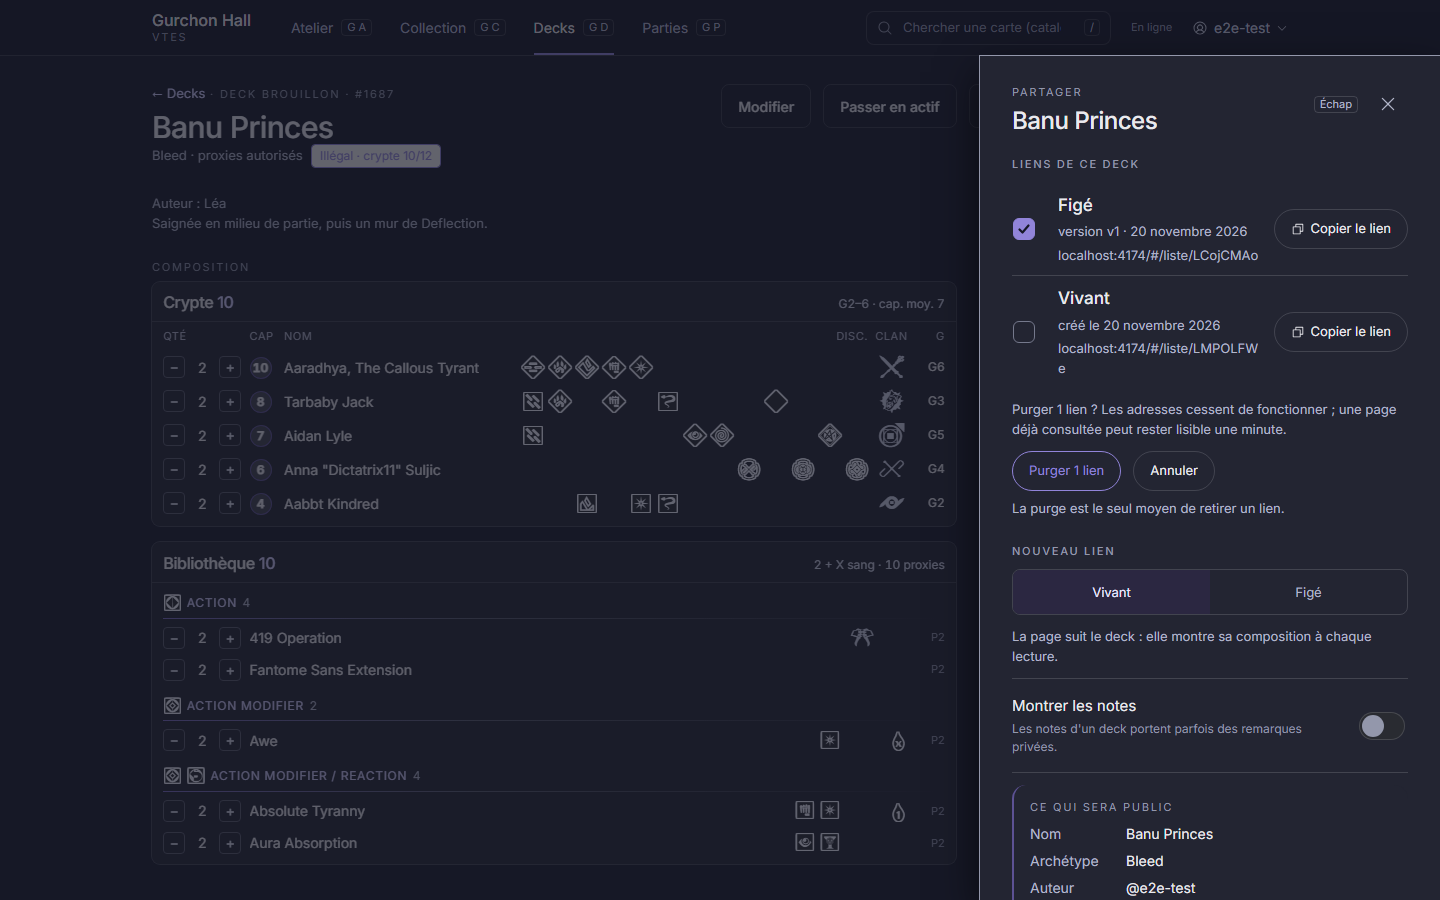 Gurchon Hall
VTES
Atelier G A
Collection G C
Decks G D
Parties G P
Chercher une carte (catal
/
En ligne
e2e-test
← Decks · DECK BROUILLON · #1687
Banu Princes
Bleed · proxies autorisés
Illégal · crypte 10/12
Modifier
Passer en actif
Auteur : Léa
Saignée en milieu de partie, puis un mur de Deflection.
COMPOSITION
Crypte 10
G2–6 · cap. moy. 7
QTÉ CAP NOM DISC. CLAN G
− 2 + 10 Aaradhya, The Callous Tyrant G6
− 2 + 8 Tarbaby Jack G3
− 2 + 7 Aidan Lyle G5
− 2 + 6 Anna "Dictatrix11" Suljic G4
− 2 + 4 Aabbt Kindred G2
Bibliothèque 10
2 + X sang · 10 proxies
ACTION 4
− 2 + 419 Operation P2
− 2 + Fantome Sans Extension P2
ACTION MODIFIER 2
− 2 + Awe X P2
ACTION MODIFIER / REACTION 4
− 2 + Absolute Tyranny 1 P2
− 2 + Aura Absorption P2
PARTAGER
Banu Princes
Échap
LIENS DE CE DECK
Figé
version v1 · 20 novembre 2026
localhost:4174/#/liste/LCojCMAo
Copier le lien
Vivant
créé le 20 novembre 2026
localhost:4174/#/liste/LMPOLFW
e
Copier le lien
Purger 1 lien ? Les adresses cessent de fonctionner ; une page
déjà consultée peut rester lisible une minute.
Purger 1 lien
Annuler
La purge est le seul moyen de retirer un lien.
NOUVEAU LIEN
Vivant
Figé
La page suit le deck : elle montre sa composition à chaque
lecture.
Montrer les notes
Les notes d'un deck portent parfois des remarques
privées.
CE QUI SERA PUBLIC
Nom Banu Princes
Archétype Bleed
Auteur @e2e-test